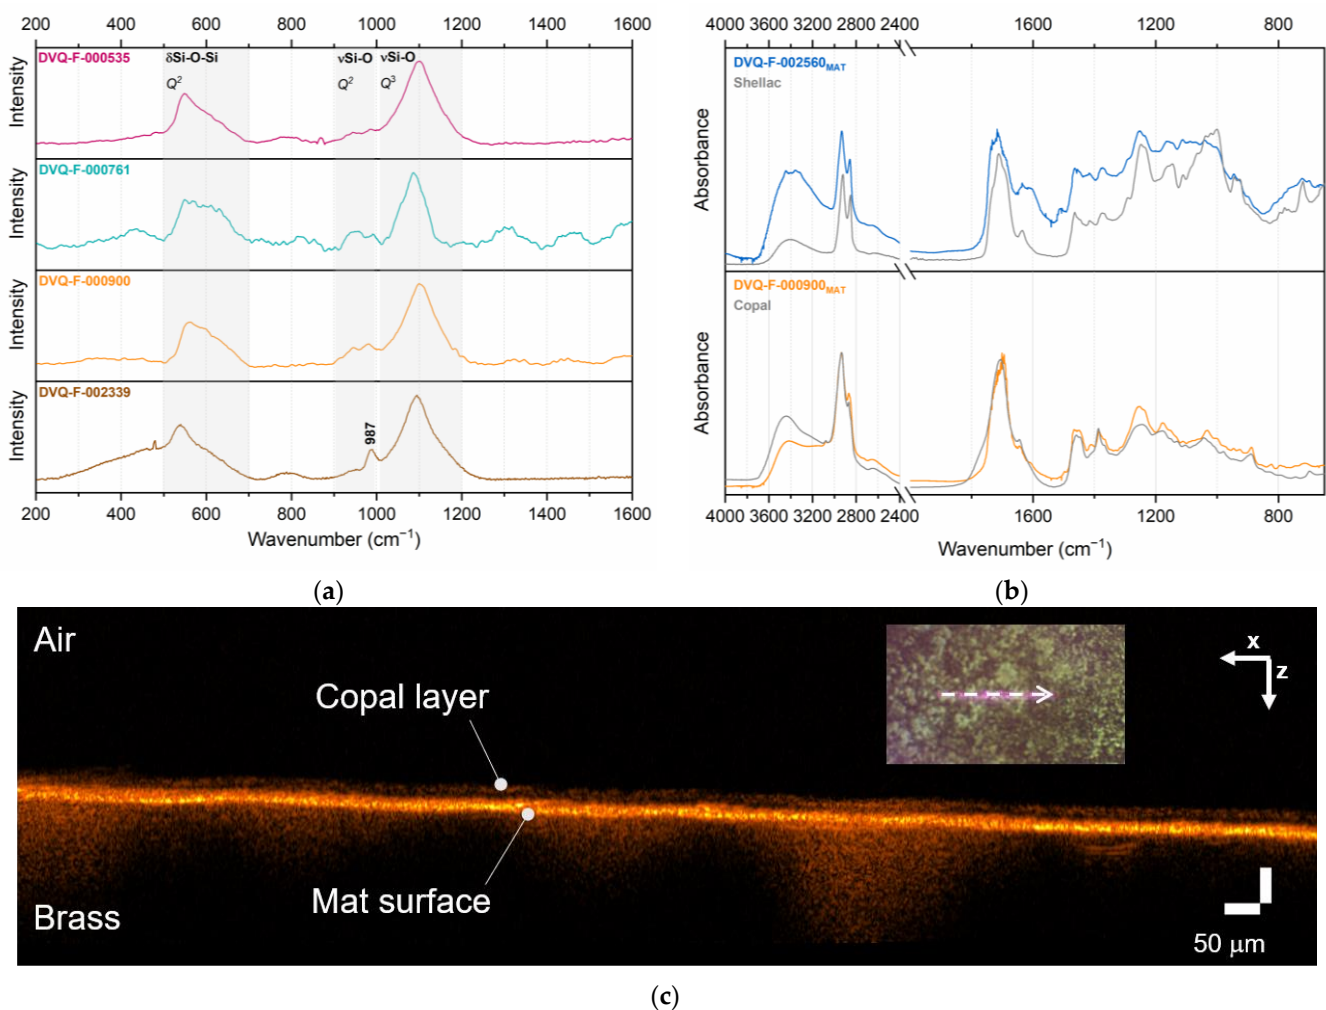 200 400 600 800 1000 1200 1400 1600
DVQ-F-000535 δSi-O-Si νSi-O νSi-O
Q² Q² Q³
Intensity
DVQ-F-000761
Intensity
DVQ-F-000900
Intensity
DVQ-F-002339
987
Intensity
200 400 600 800 1000 1200 1400 1600
Wavenumber (cm⁻¹)
(a)
4000 3600 3200 2800 2400 1600 1200 800
DVQ-F-002560MAT
Shellac
Absorbance
DVQ-F-000900MAT
Copal
Absorbance
4000 3600 3200 2800 2400 1600 1200 800
Wavenumber (cm⁻¹)
(b)
Air
x
z
Copal layer
Mat surface
Brass
50 μm
(c)